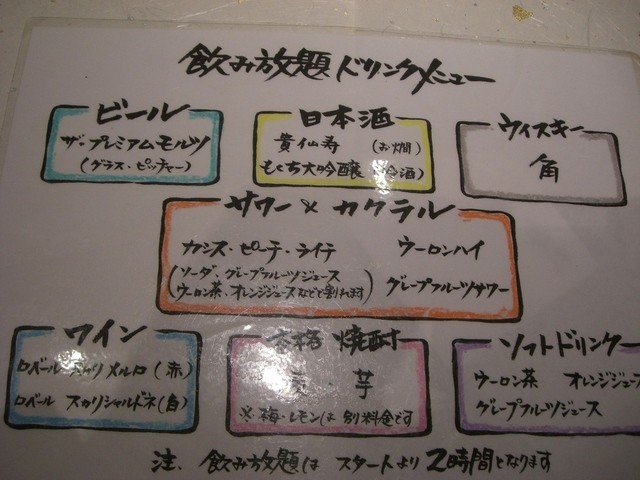 飲み放題ドリンクメニュー
ビール
ザ・プレミアムモルツ
(グラス・ピッチャー)
日本酒
貴仙寿 (お燗)
もくち大吟醸 冷酒)
ウィスキー
角
サワー × カクテル
カシス・ピーチ・ライチ
(ソーダ、グレープフルーツジュース
ウーロン茶、オレンジジュースなどで割れます)
ウーロンハイ
グレープフルーツサワー
ワイン
ロベール メルロ (赤)
ロベール スカリシャルドネ(白)
本格 焼酎
麦・芋
※梅・レモンは 別料金です
ソフトドリンク
ウーロン茶 オレンジジュース
グレープフルーツジュース
注、飲み放題は スタートより 2時間となります